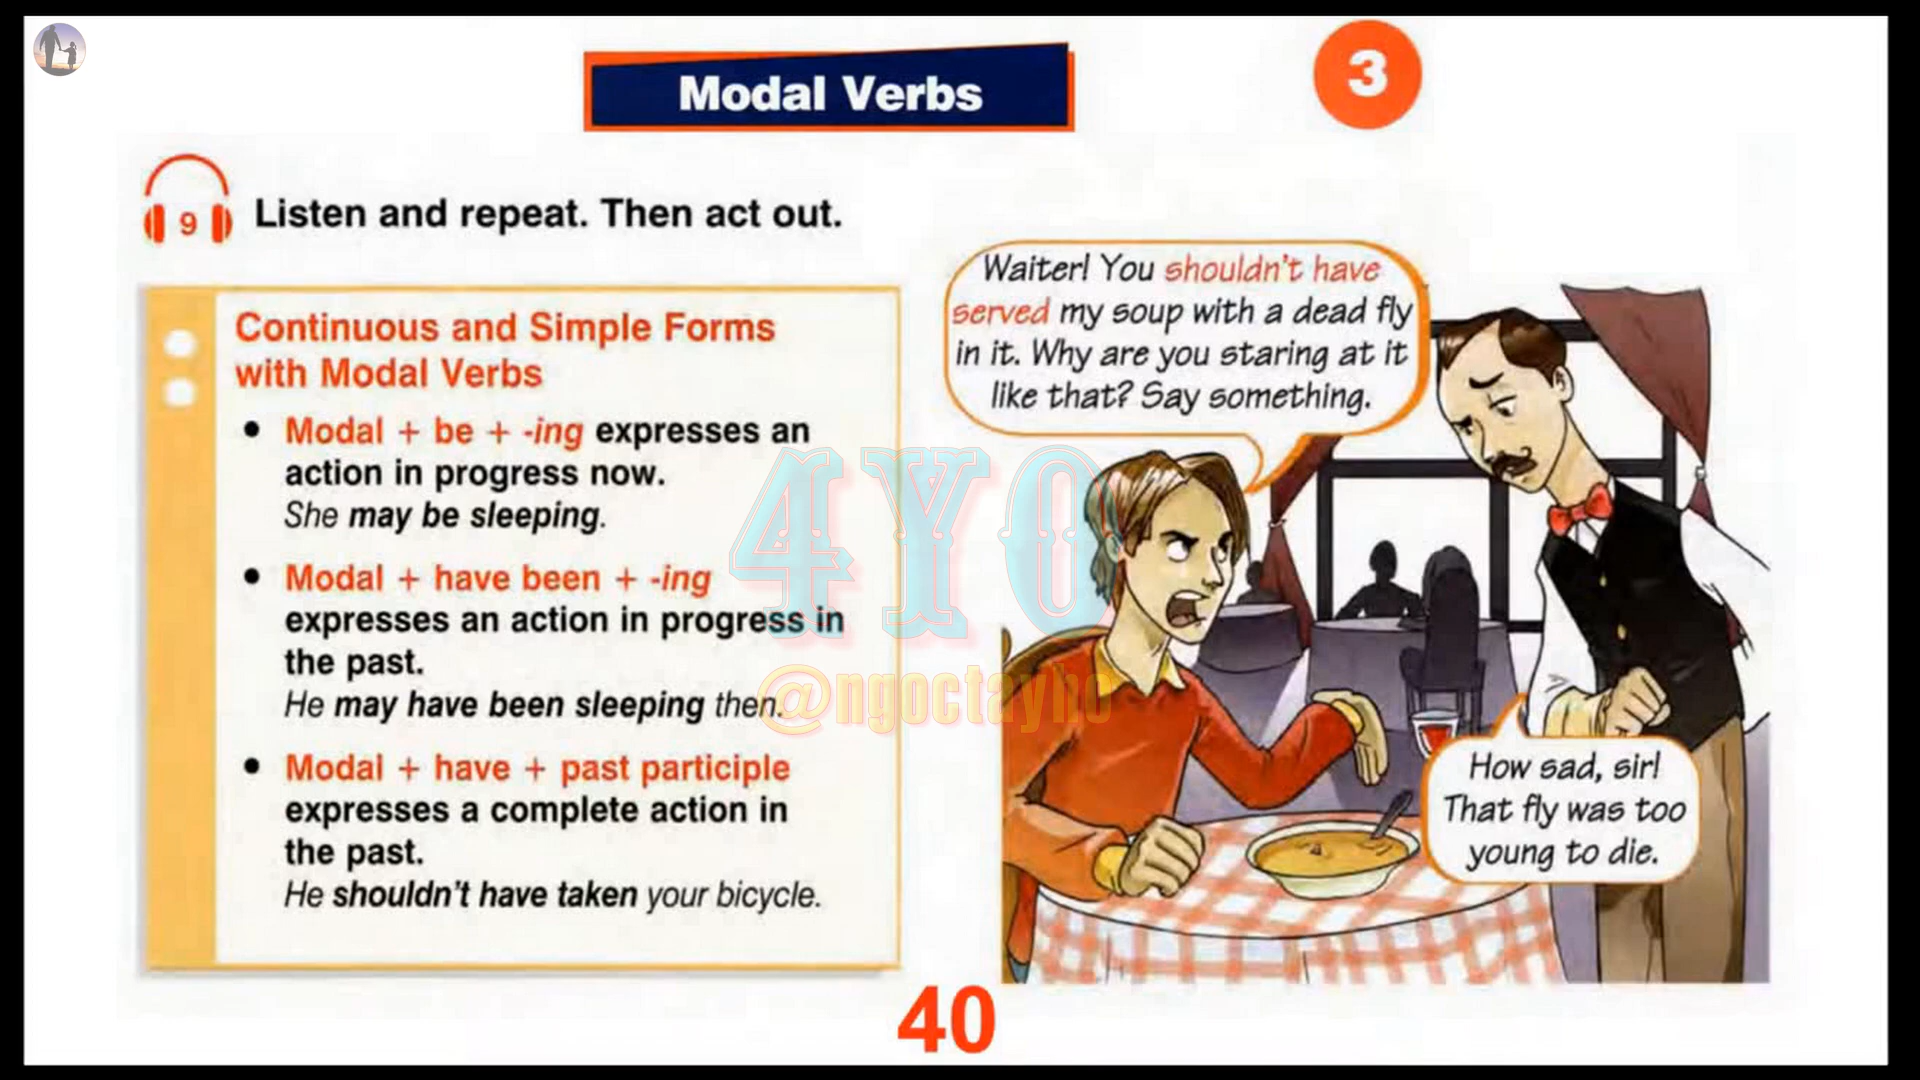 Modal Verbs
3
9
Listen and repeat. Then act out.
Continuous and Simple Forms
with Modal Verbs
• Modal + be + -ing expresses an
action in progress now.
She may be sleeping.
• Modal + have been + -ing
expresses an action in progress in
the past.
He may have been sleeping then.
• Modal + have + past participle
expresses a complete action in
the past.
He shouldn't have taken your bicycle.
Waiter! You shouldn't have
served my soup with a dead fly
in it. Why are you staring at it
like that? Say something.
How sad, sir!
That fly was too
young to die.
4YO
@ngoctayho
40